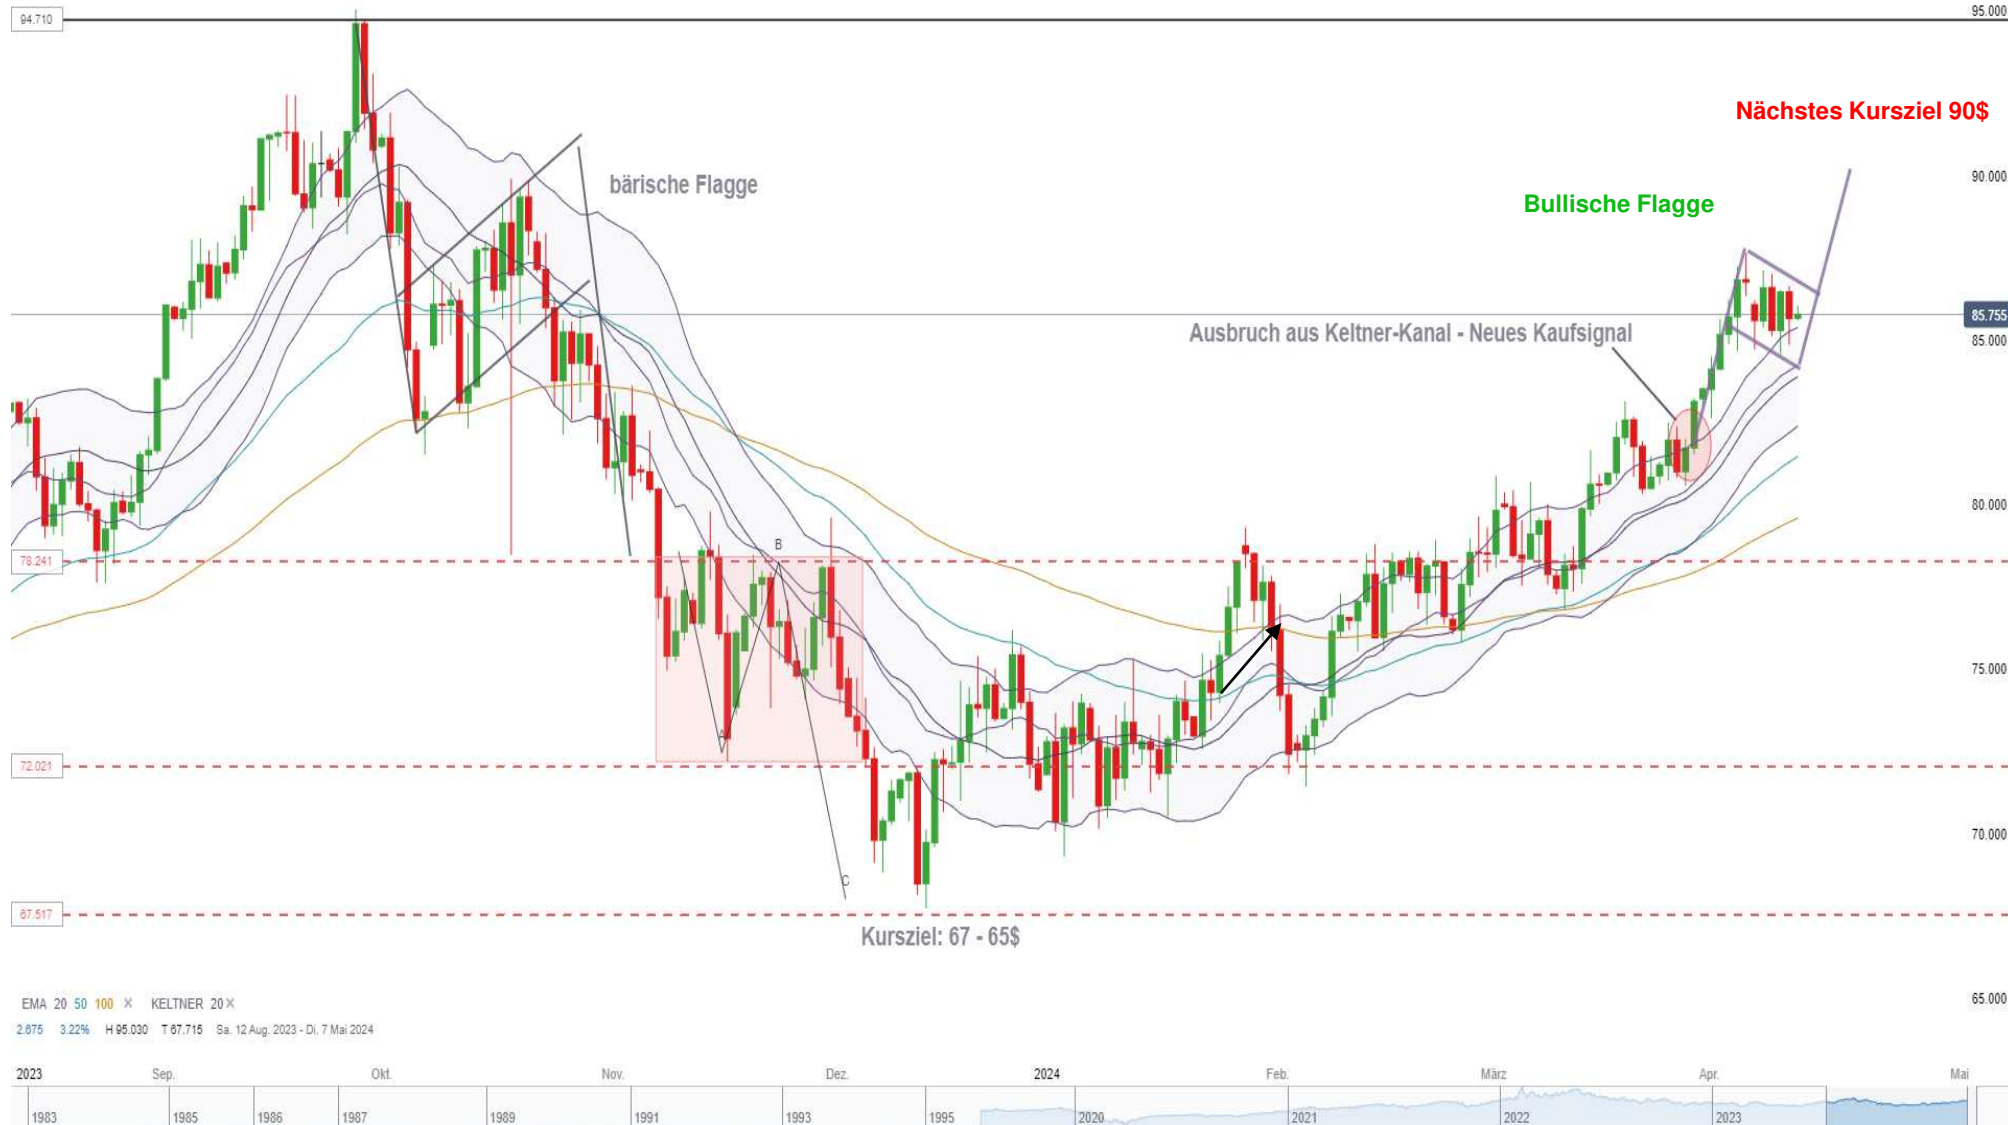 94.710
95.000
Nächstes Kursziel 90$
90.000
bärische Flagge
Bullische Flagge
85.755
Ausbruch aus Keltner-Kanal - Neues Kaufsignal
85.000
80.000
B
78.241
75.000
A
72.021
70.000
C
67.517
Kursziel: 67 - 65$
65.000
EMA 20 50 100 × KELTNER 20 ×
2.675 3.22% H 95.030 T 67.715 Sa. 12 Aug. 2023 - Di. 7 Mai 2024
2023 Sep. Okt. Nov. Dez. 2024 Feb. März Apr. Mai
1983 1985 1986 1987 1989 1991 1993 1995 2020 2021 2022 2023